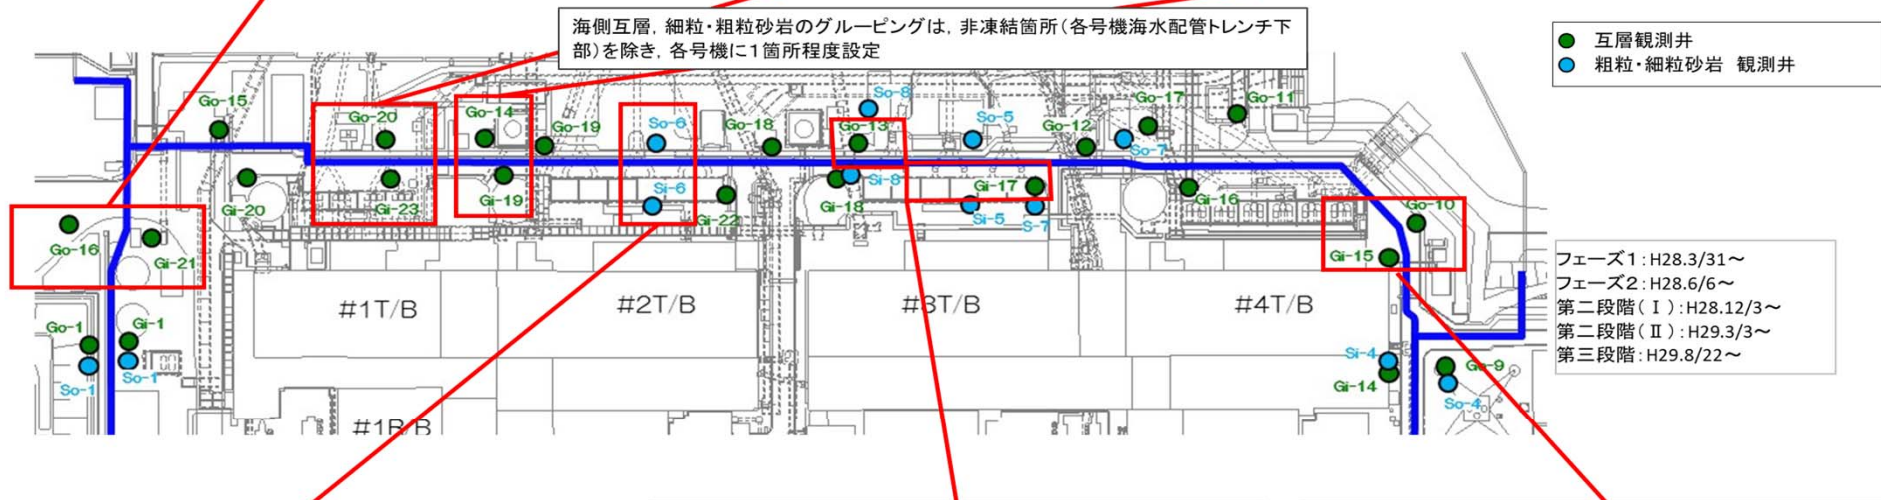 海側互層，細粒・粗粒砂岩のグルーピングは，非凍結箇所（各号機海水配管トレンチ下
部）を除き，各号機に1箇所程度設定
互層観測井
粗粒・細粒砂岒　観測井
So-8
Go-15
Go-20
Go-14
Go-19
So-6
Go-18
Go-13
So-5
Go-12
Go-17
So-7
Go-11
Gi-20
Gi-23
Gi-19
Si-6
Gi-22
Gi-18
Si-8
Gi-17
Si-5
S-7
Gi-16
Go-10
Go-16
Gi-21
Gi-15
#1T/B
#2T/B
#3T/B
#4T/B
フェーズ1：H28.3/31～
フェーズ2：H28.6/6～
第二段階（Ⅰ）：H28.12/3～
第二段階（Ⅱ）：H29.3/3～
第三段階：H29.8/22～
Go-1
Gi-1
So-1
So-1
Si-4
Gi-14
Go-9
So-4
#1R/B